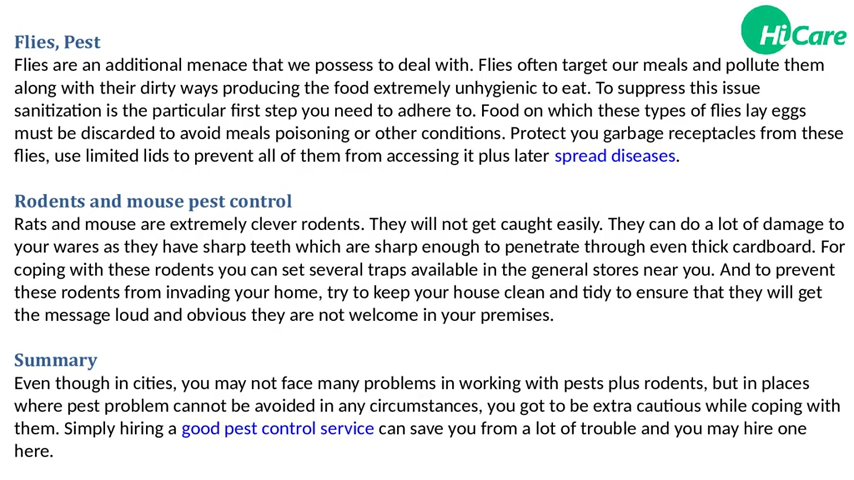 HiCare
Flies, Pest
Flies are an additional menace that we possess to deal with. Flies often target our meals and pollute them
along with their dirty ways producing the food extremely unhygienic to eat. To suppress this issue
sanitization is the particular first step you need to adhere to. Food on which these types of flies lay eggs
must be discarded to avoid meals poisoning or other conditions. Protect you garbage receptacles from these
flies, use limited lids to prevent all of them from accessing it plus later spread diseases.
Rodents and mouse pest control
Rats and mouse are extremely clever rodents. They will not get caught easily. They can do a lot of damage to
your wares as they have sharp teeth which are sharp enough to penetrate through even thick cardboard. For
coping with these rodents you can set several traps available in the general stores near you. And to prevent
these rodents from invading your home, try to keep your house clean and tidy to ensure that they will get
the message loud and obvious they are not welcome in your premises.
Summary
Even though in cities, you may not face many problems in working with pests plus rodents, but in places
where pest problem cannot be avoided in any circumstances, you got to be extra cautious while coping with
them. Simply hiring a good pest control service can save you from a lot of trouble and you may hire one
here.